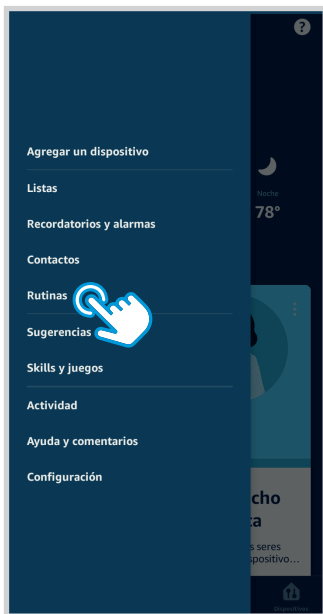 ?
Agregar un dispositivo
Listas
Noche
Recordatorios y alarmas
78°
Contactos
Rutinas
Sugerencias
Skills y juegos
Actividad
Ayuda y comentarios
Configuración
cho
ta
s seres
spositivo...
Dispositivos